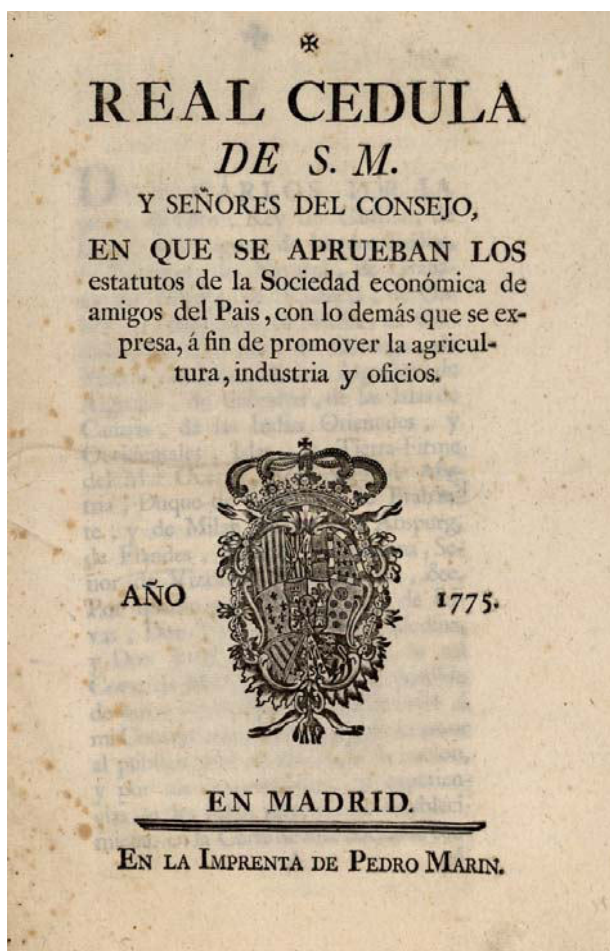 REAL CEDULA
DE S. M.
Y SEÑORES DEL CONSEJO,
EN QUE SE APRUEBAN LOS
estatutos de la Sociedad económica de
amigos del Pais, con lo demás que se ex-
presa, á fin de promover la agricul-
tura, industria y oficios.
AÑO 1775.
EN MADRID.
EN LA IMPRENTA DE PEDRO MARIN.